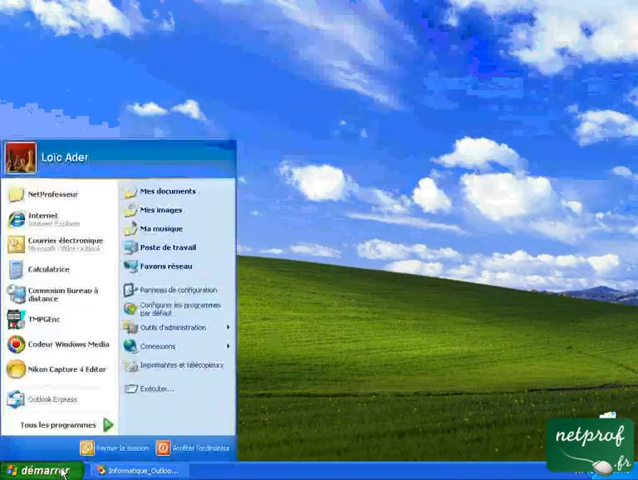 Loïc Ader
NetProfesseur
Internet
Internet Explorer
Courrier électronique
Microsoft Office Outlook
Calculatrice
Connexion Bureau à
distance
TMPGEnc
Codeur Windows Media
Nikon Capture 4 Editor
Outlook Express
Tous les programmes
Mes documents
Mes images
Ma musique
Poste de travail
Favoris réseau
Panneau de configuration
Configurer les programmes
par défaut
Outils d'administration
Connexions
Imprimantes et télécopieurs
Exécuter...
Fermer la session
Arrêter l'ordinateur
démarrer
Informatique_Outloo...
netprof
.fr